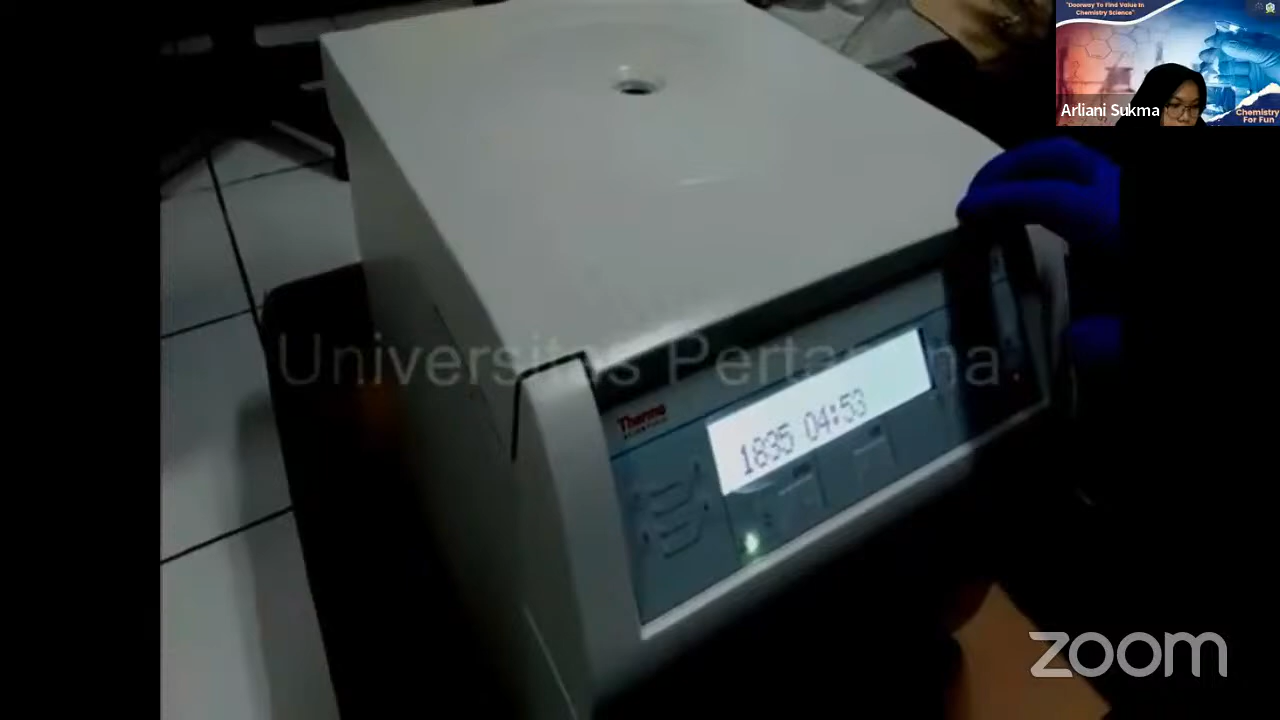 "Doorway To Find Value In
Chemistry Science"
Arliani Sukma
Chemistry
For Fun
Universitas Pertamina
Thermo
SCIENTIFIC
1835 04:53
zoom